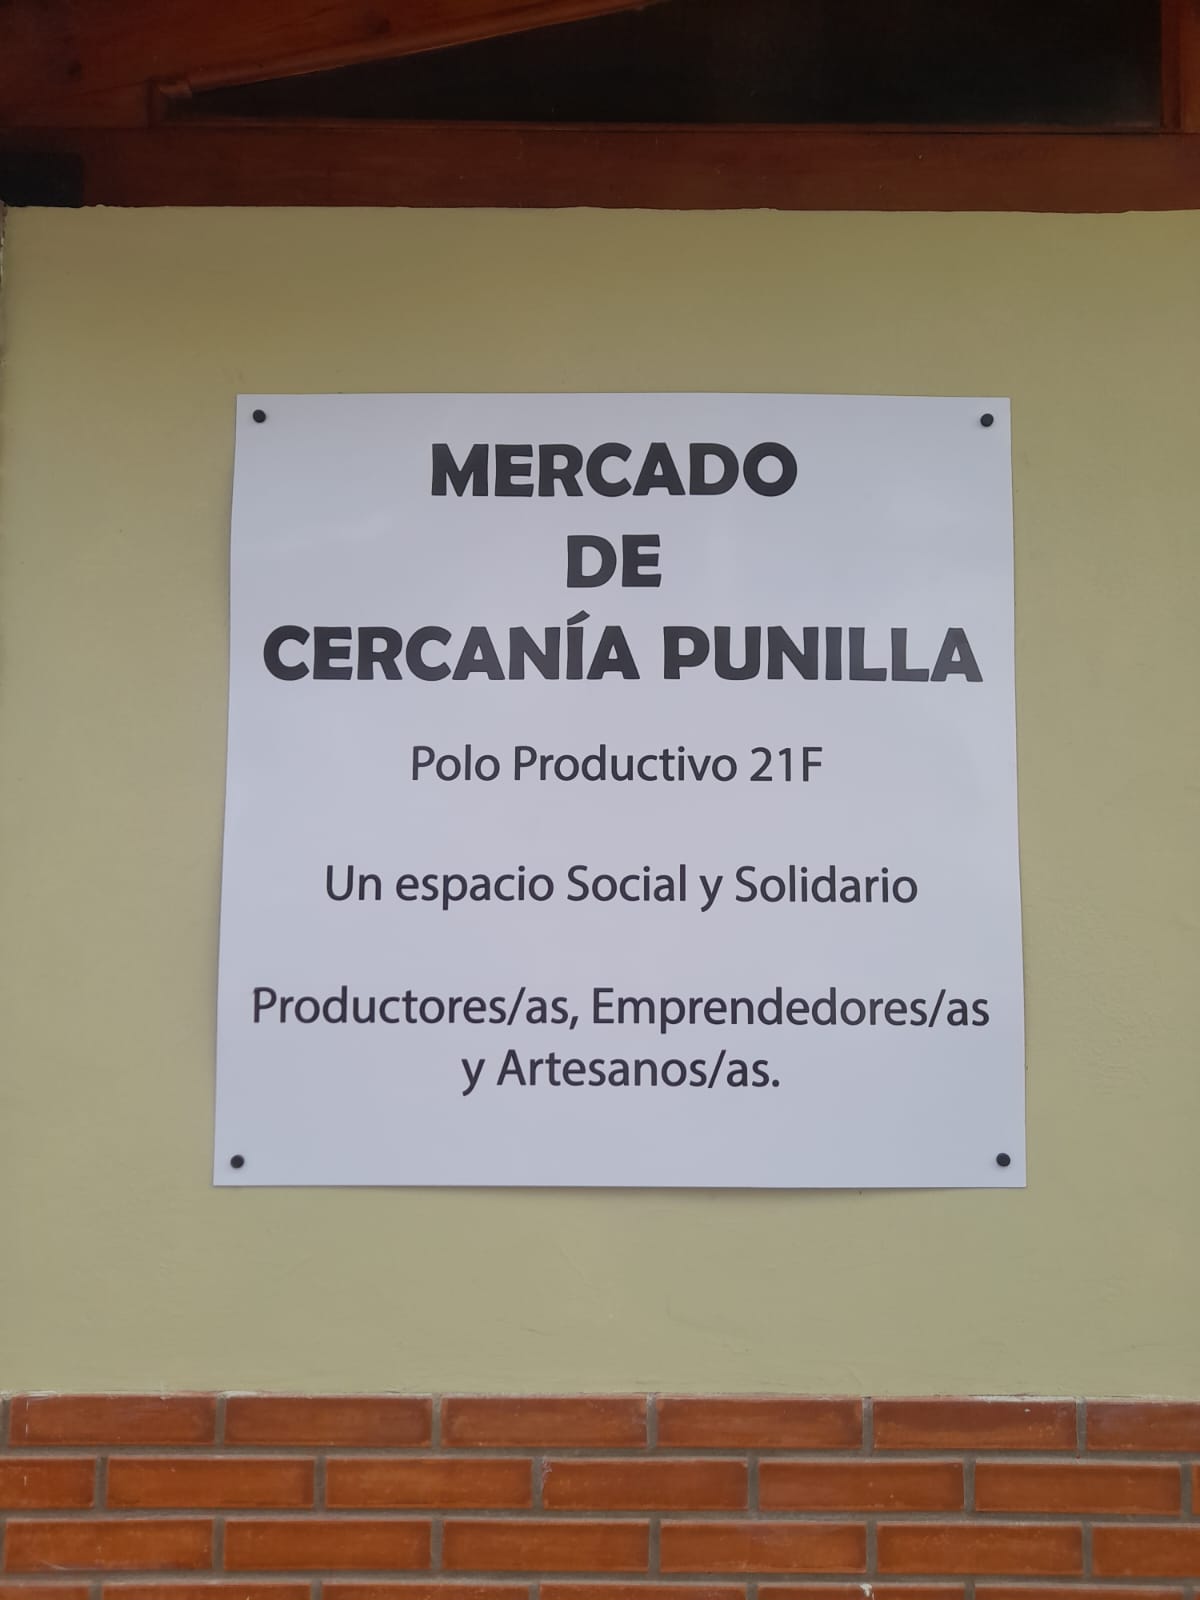 MERCADO
DE
CERCANÍA PUNILLA
Polo Productivo 21F
Un espacio Social y Solidario
Productores/as, Emprendedores/as
y Artesanos/as.